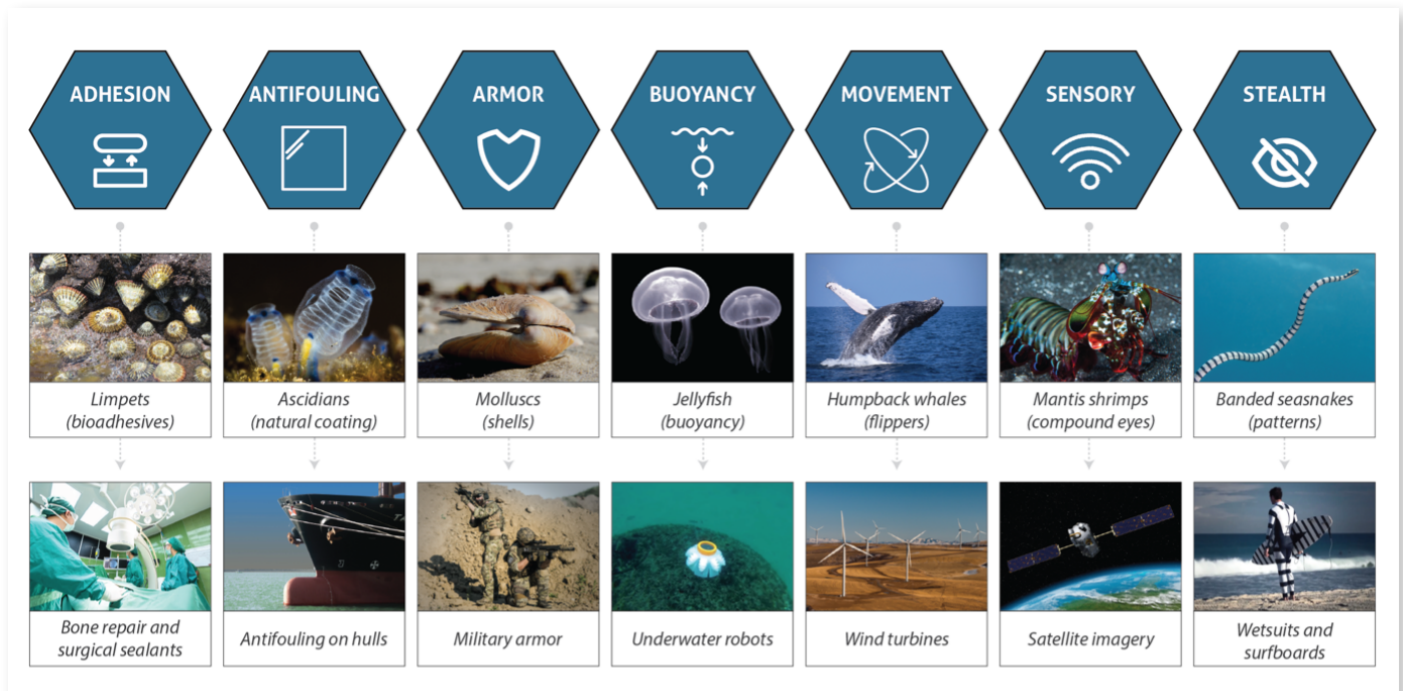 ADHESION
ANTIFOULING
ARMOR
BUOYANCY
MOVEMENT
SENSORY
STEALTH
Limpets
(bioadhesives)
Ascidians
(natural coating)
Molluscs
(shells)
Jellyfish
(buoyancy)
Humpback whales
(flippers)
Mantis shrimps
(compound eyes)
Banded seasnakes
(patterns)
Bone repair and
surgical sealants
Antifouling on hulls
Military armor
Underwater robots
Wind turbines
Satellite imagery
Wetsuits and
surfboards